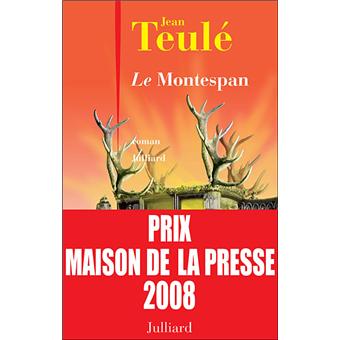 Jean
Teulé
Le Montespan
roman
Julliard
PRIX
MAISON DE LA PRESSE
2008
Julliard